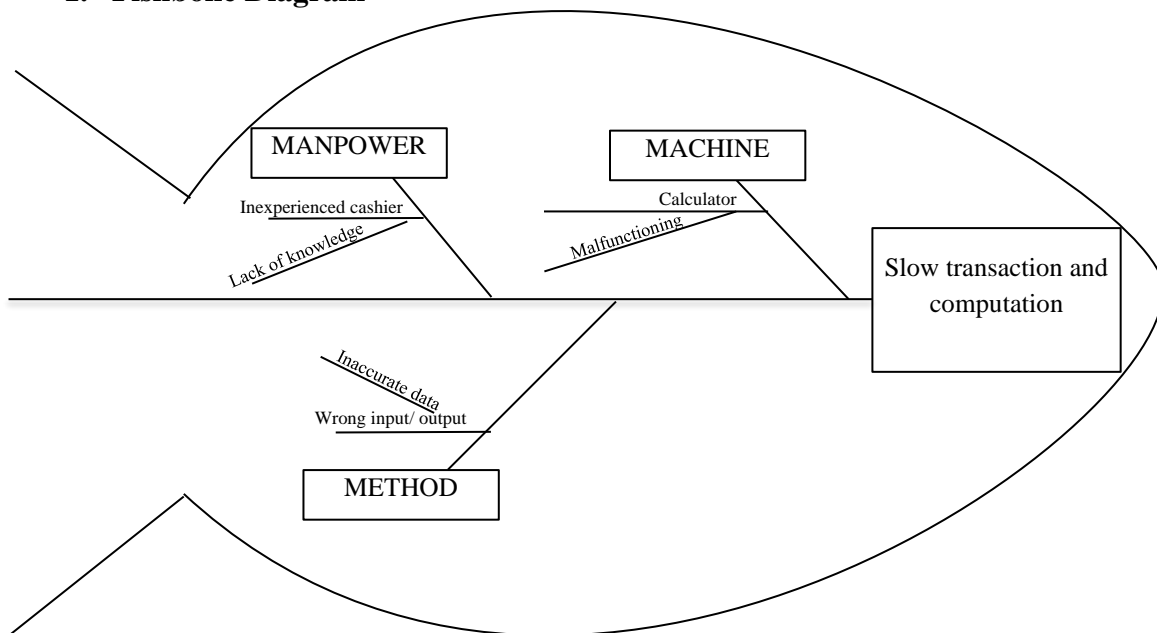 Fishbone Diagram
MANPOWER
MACHINE
Inexperienced cashier
Lack of knowledge
Calculator
Malfunctioning
Slow transaction and
computation
Inaccurate data
Wrong input/ output
METHOD